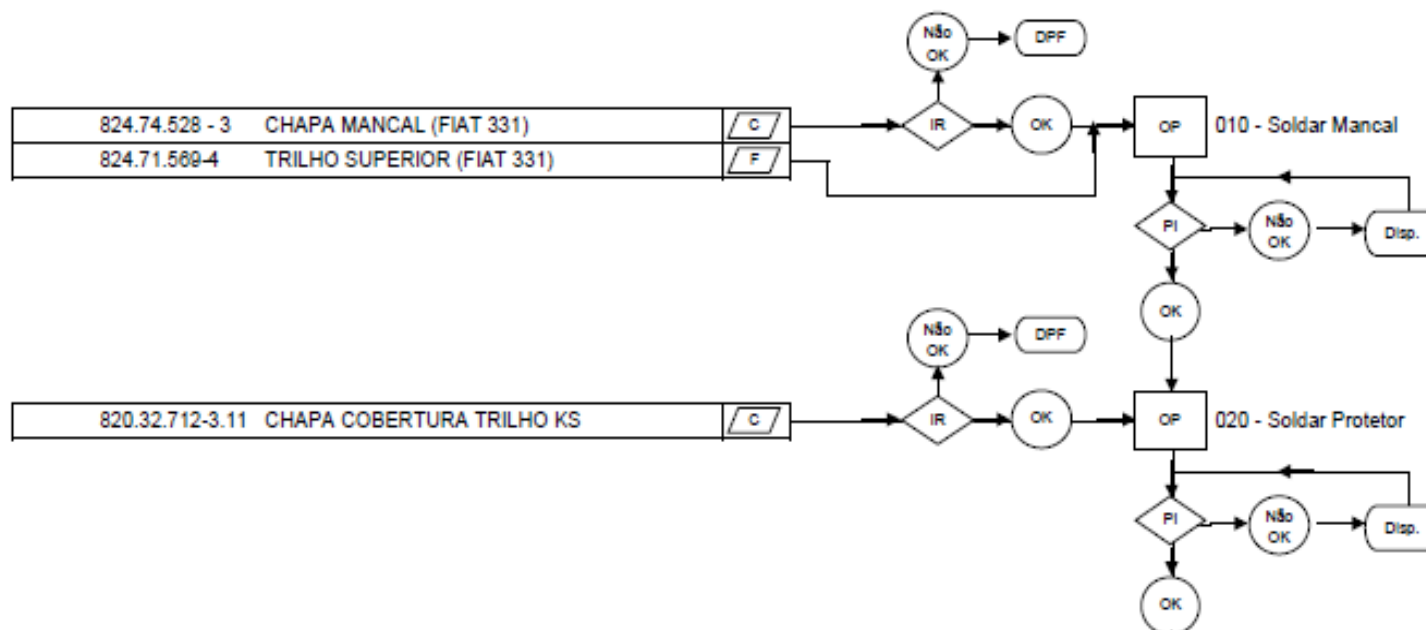 Não
OK
DPF
824.74.528 - 3 CHAPA MANCAL (FIAT 331)
C
IR
OK
OP
010 - Soldar Mancal
824.71.569-4 TRILHO SUPERIOR (FIAT 331)
F
PI
Não
OK
Disp.
OK
Não
OK
DPF
820.32.712-3.11 CHAPA COBERTURA TRILHO KS
C
IR
OK
OP
020 - Soldar Protetor
PI
Não
OK
Disp.
OK